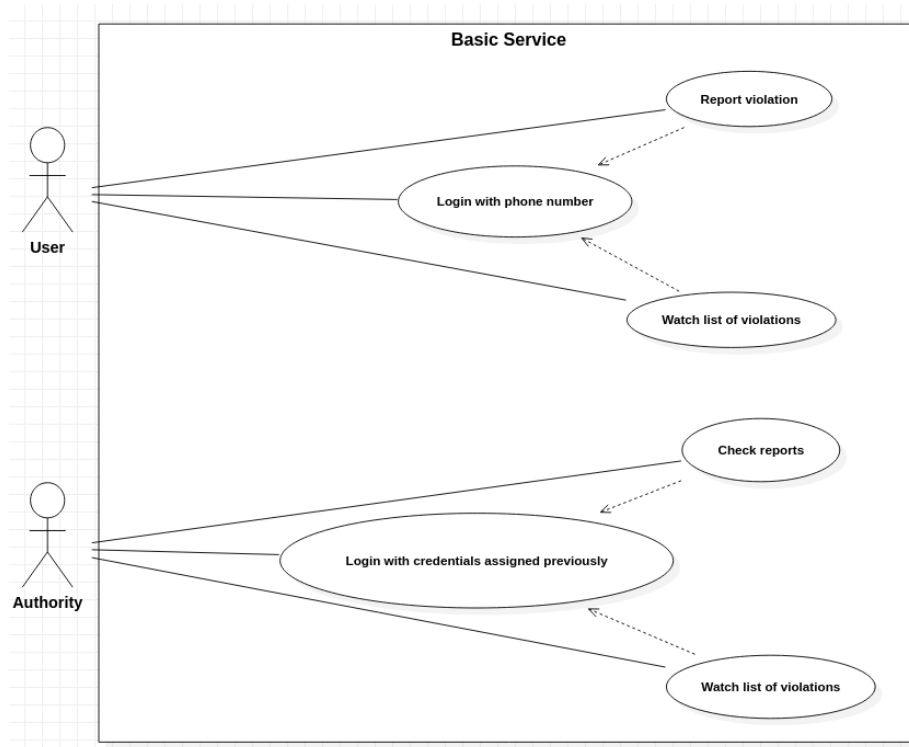 Basic Service
Report violation
Login with phone number
User
Watch list of violations
Check reports
Login with credentials assigned previously
Authority
Watch list of violations